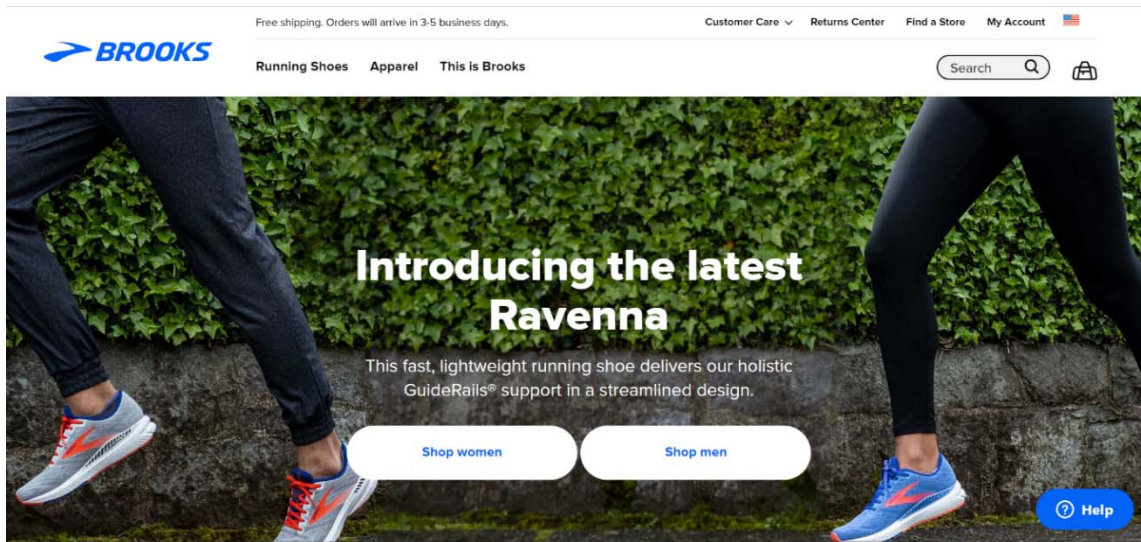 Free shipping. Orders will arrive in 3-5 business days.
Customer Care
Returns Center
Find a Store
My Account
BROOKS
Running Shoes
Apparel
This is Brooks
Search
Introducing the latest
Ravenna
This fast, lightweight running shoe delivers our holistic
GuideRails® support in a streamlined design.
Shop women
Shop men
? Help